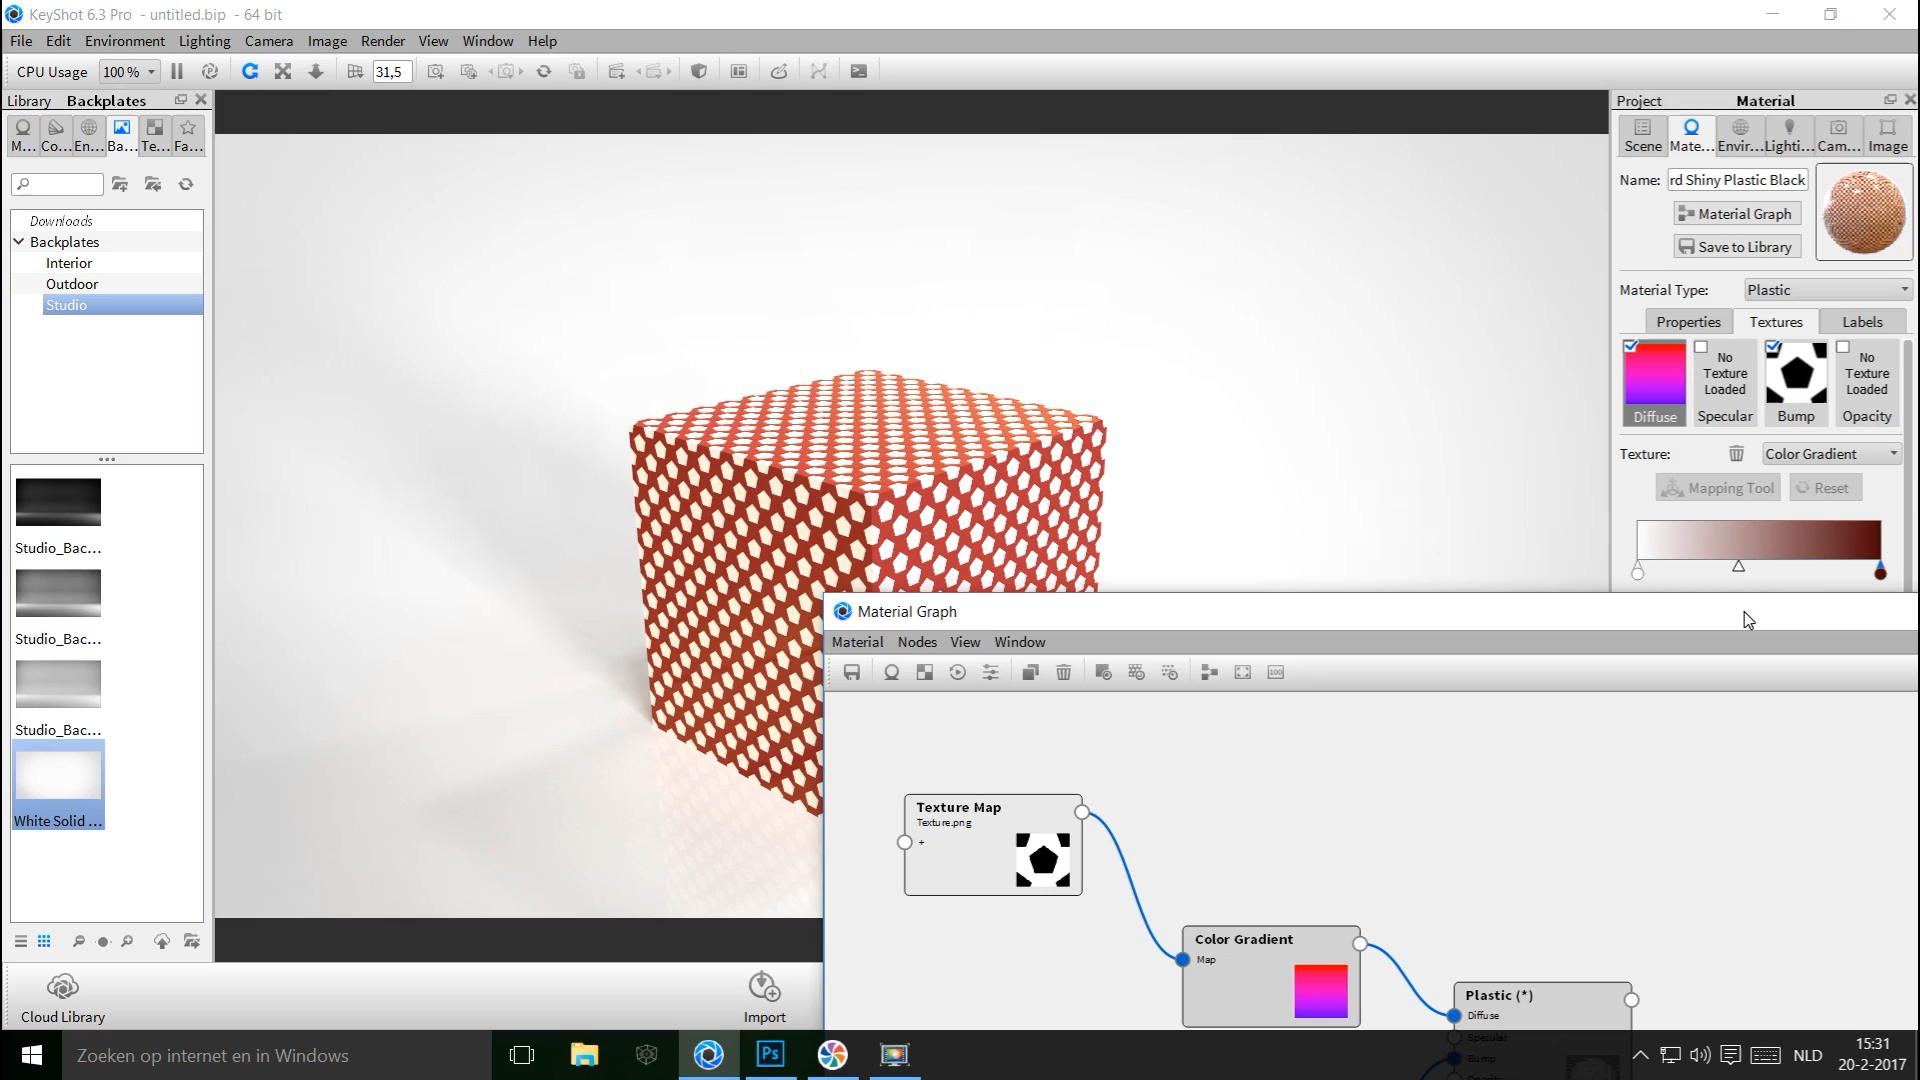 KeyShot 6.3 Pro - untitled.bip - 64 bit
File Edit Environment Lighting Camera Image Render View Window Help
CPU Usage 100 % 31,5
Library Backplates
M... Co... En... Ba... Te... Fa...
Downloads
Backplates
Interior
Outdoor
Studio
Studio_Bac...
Studio_Bac...
Studio_Bac...
White Solid ...
Cloud Library
Import
Project Material
Scene Mate... Envir... Lighti... Cam... Image
Name: rd Shiny Plastic Black
Material Graph
Save to Library
Material Type: Plastic
Properties Textures Labels
No Texture Loaded
No Texture Loaded
Diffuse Specular Bump Opacity
Texture: Color Gradient
Mapping Tool Reset
Material Graph
Material Nodes View Window
100
Texture Map
Texture.png
+
Color Gradient
Map
Plastic (*)
Diffuse
Specular
Bump
Zoeken op internet en in Windows
Ps
NLD
15:31
20-2-2017